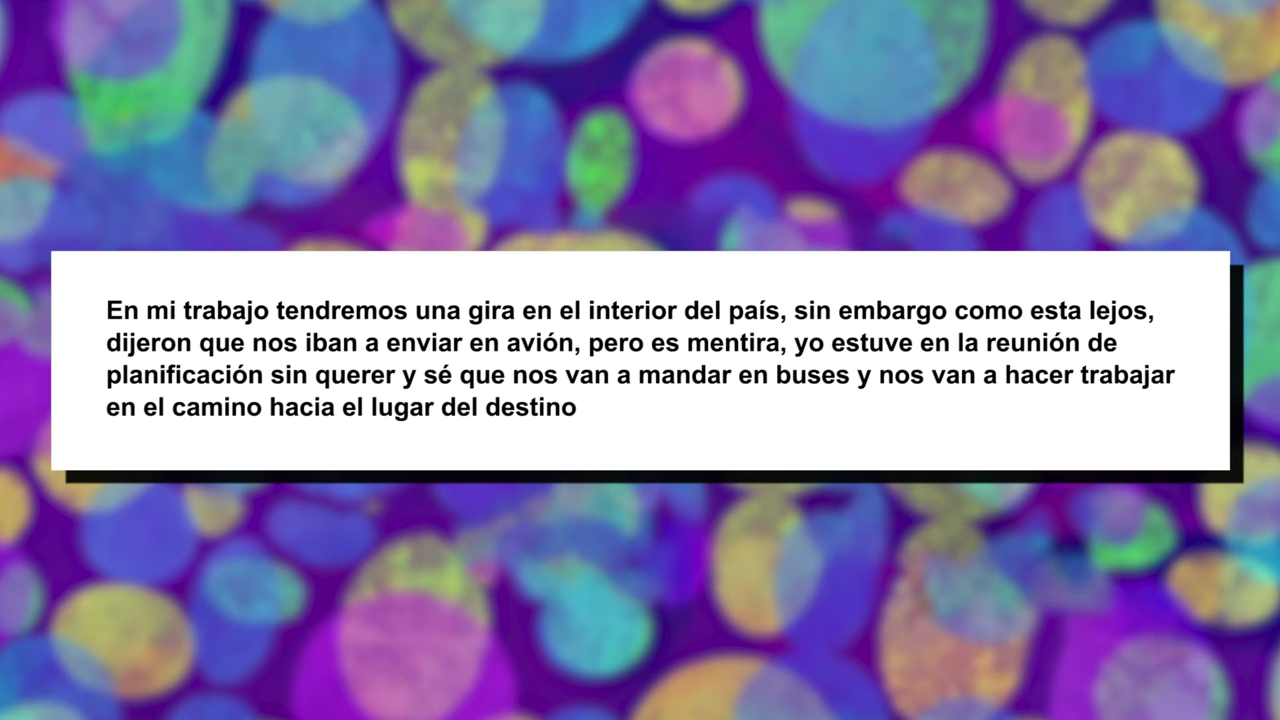 En mi trabajo tendremos una gira en el interior del país, sin embargo como esta lejos,
dijeron que nos iban a enviar en avión, pero es mentira, yo estuve en la reunión de
planificación sin querer y sé que nos van a mandar en buses y nos van a hacer trabajar
en el camino hacia el lugar del destino